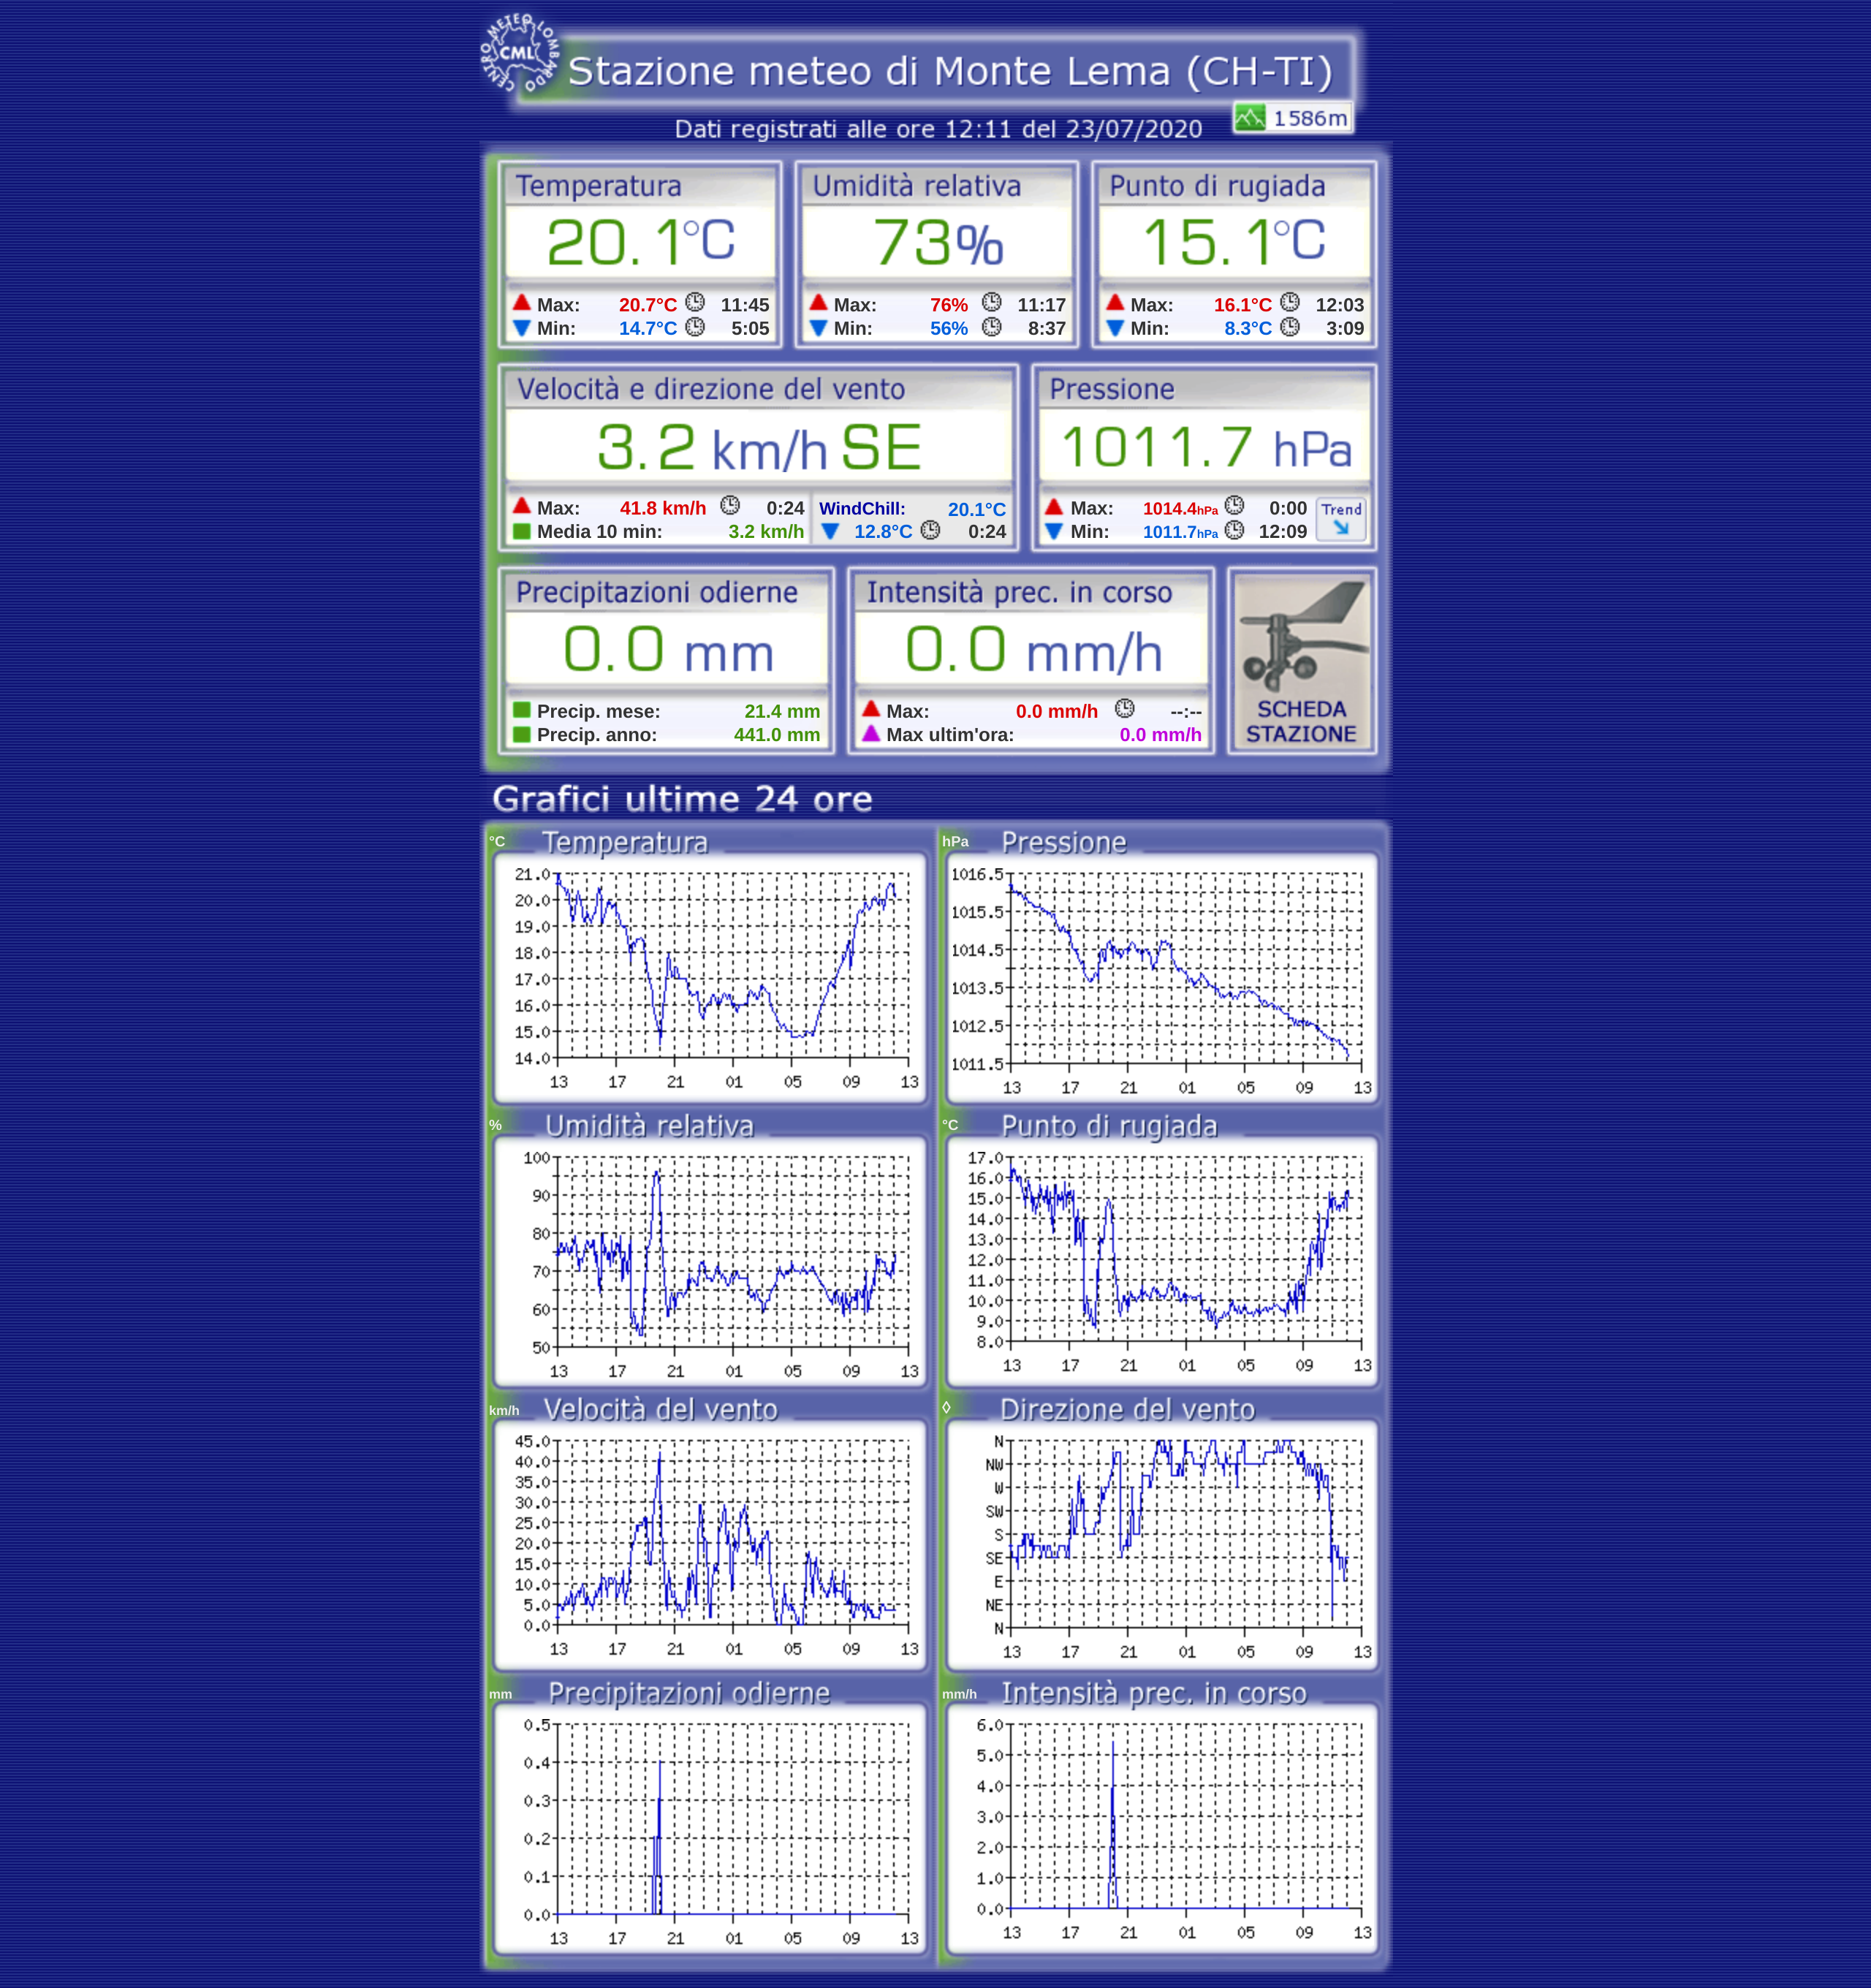 CENTRO METEO LOMBARDO
CML
Stazione meteo di Monte Lema (CH-TI)
1586m
Dati registrati alle ore 12:11 del 23/07/2020
Temperatura Umidità relativa Punto di rugiada
20.1°C 73% 15.1°C
Max: 20.7°C 11:45 Max: 76% 11:17 Max: 16.1°C 12:03
Min: 14.7°C 5:05 Min: 56% 8:37 Min: 8.3°C 3:09
Velocità e direzione del vento Pressione
3.2 km/h SE 1011.7 hPa
Max: 41.8 km/h 0:24 WindChill: 20.1°C Max: 1014.4hPa 0:00 Trend
Media 10 min: 3.2 km/h 12.8°C 0:24 Min: 1011.7hPa 12:09
Precipitazioni odierne Intensità prec. in corso
0.0 mm 0.0 mm/h
Precip. mese: 21.4 mm Max: 0.0 mm/h --:-- SCHEDA
Precip. anno: 441.0 mm Max ultim'ora: 0.0 mm/h STAZIONE
Grafici ultime 24 ore
°C Temperatura
21.0
20.0
19.0
18.0
17.0
16.0
15.0
14.0
13 17 21 01 05 09 13
hPa Pressione
1016.5
1015.5
1014.5
1013.5
1012.5
1011.5
13 17 21 01 05 09 13
% Umidità relativa
100
90
80
70
60
50
13 17 21 01 05 09 13
°C Punto di rugiada
17.0
16.0
15.0
14.0
13.0
12.0
11.0
10.0
9.0
8.0
13 17 21 01 05 09 13
km/h Velocità del vento
45.0
40.0
35.0
30.0
25.0
20.0
15.0
10.0
5.0
0.0
13 17 21 01 05 09 13
◊ Direzione del vento
N
NW
W
SW
S
SE
E
NE
N
13 17 21 01 05 09 13
mm Precipitazioni odierne
0.5
0.4
0.3
0.2
0.1
0.0
13 17 21 01 05 09 13
mm/h Intensità prec. in corso
6.0
5.0
4.0
3.0
2.0
1.0
0.0
13 17 21 01 05 09 13